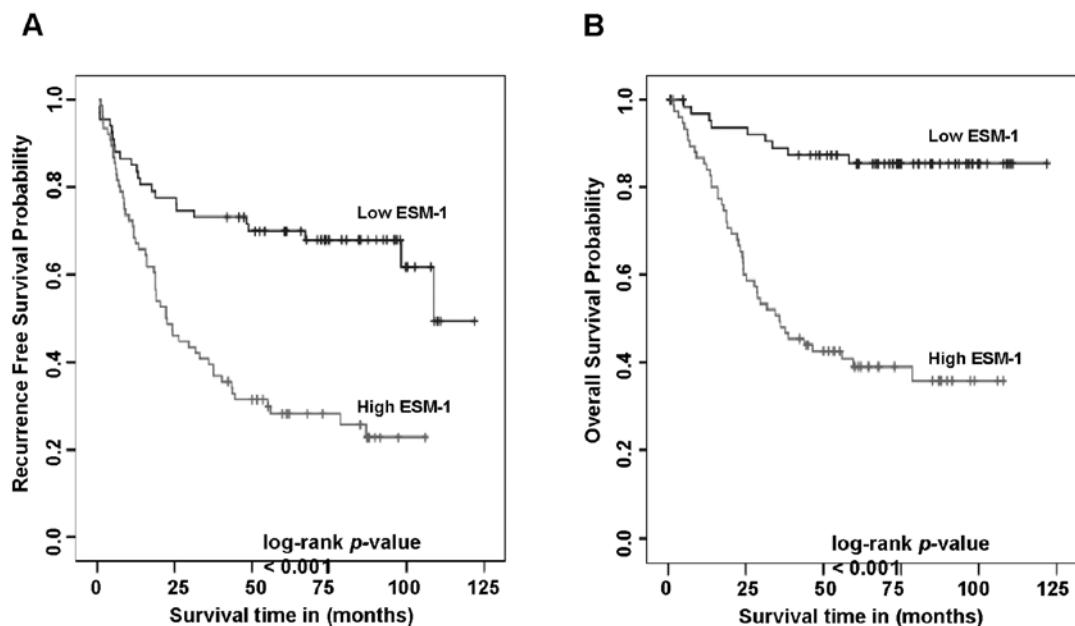 A
Recurrence Free Survival Probability
1.0
0.8
0.6
0.4
0.2
0.0
Low ESM-1
High ESM-1
log-rank p-value
< 0.001
0 25 50 75 100 125
Survival time in (months)
B
Overall Survival Probability
1.0
0.8
0.6
0.4
0.2
0.0
Low ESM-1
High ESM-1
log-rank p-value
< 0.001
0 25 50 75 100 125
Survival time in (months)